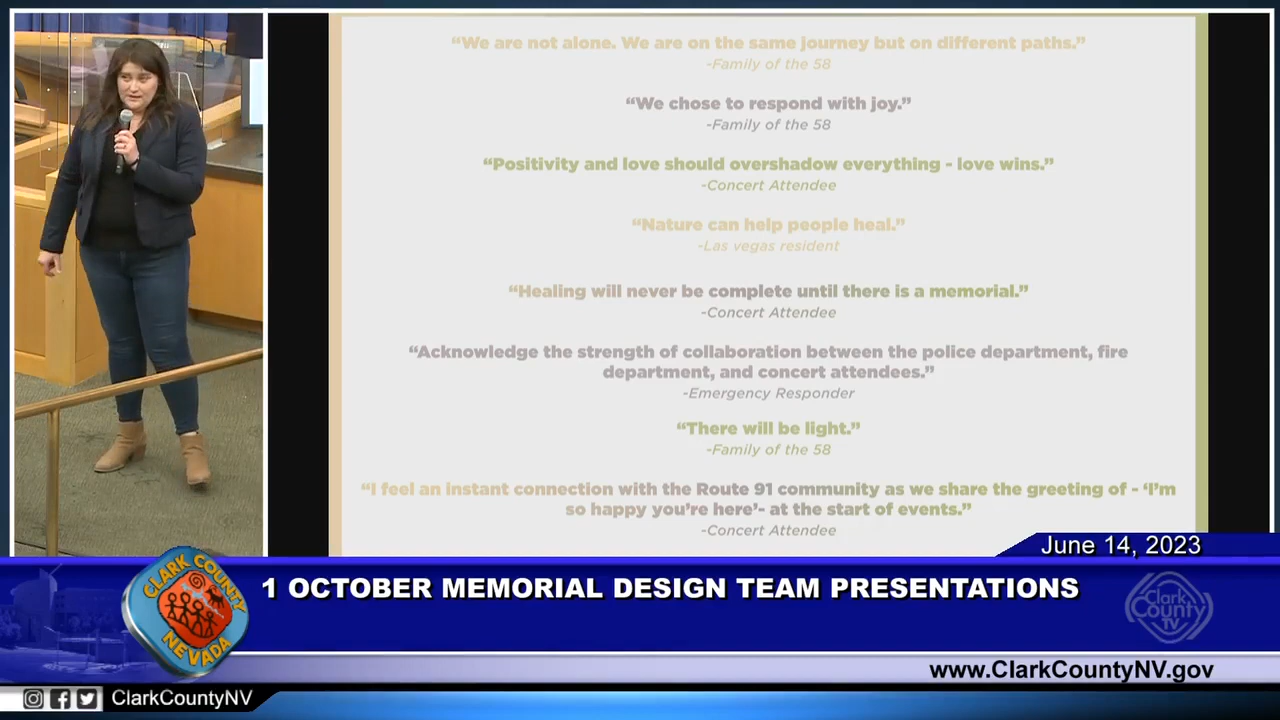 “We are not alone. We are on the same journey but on different paths.”
-Family of the 58
“We chose to respond with joy.”
-Family of the 58
“Positivity and love should overshadow everything - love wins.”
-Concert Attendee
“Nature can help people heal.”
-Las vegas resident
“Healing will never be complete until there is a memorial.”
-Concert Attendee
“Acknowledge the strength of collaboration between the police department, fire
department, and concert attendees.”
-Emergency Responder
“There will be light.”
-Family of the 58
“I feel an instant connection with the Route 91 community as we share the greeting of - ‘I’m
so happy you’re here’- at the start of events.”
-Concert Attendee
June 14, 2023
CLARK COUNTY
NEVADA
1 OCTOBER MEMORIAL DESIGN TEAM PRESENTATIONS
Clark
County
TV
www.ClarkCountyNV.gov
ClarkCountyNV